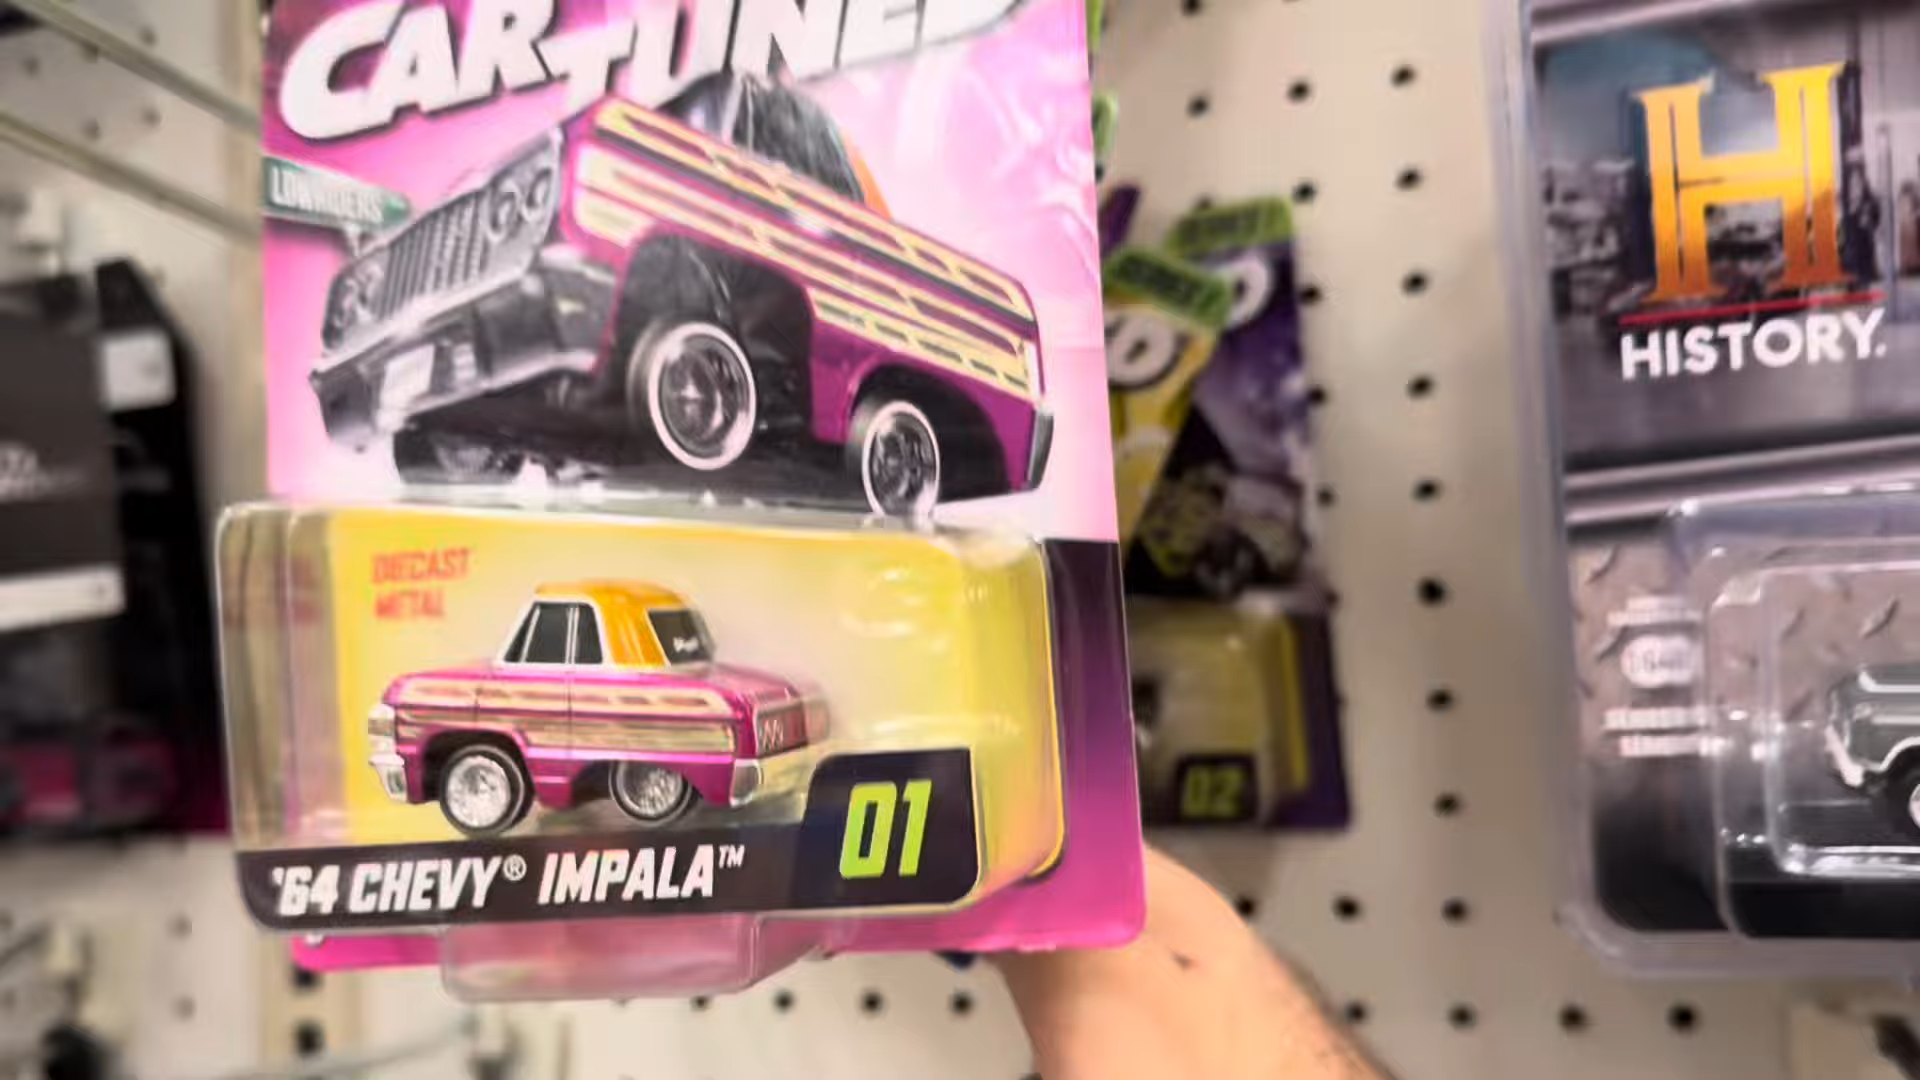 CARTUNED
LOWRIDERS
DIECAST
METAL
'64 CHEVY® IMPALA™
01
02
H
HISTORY.